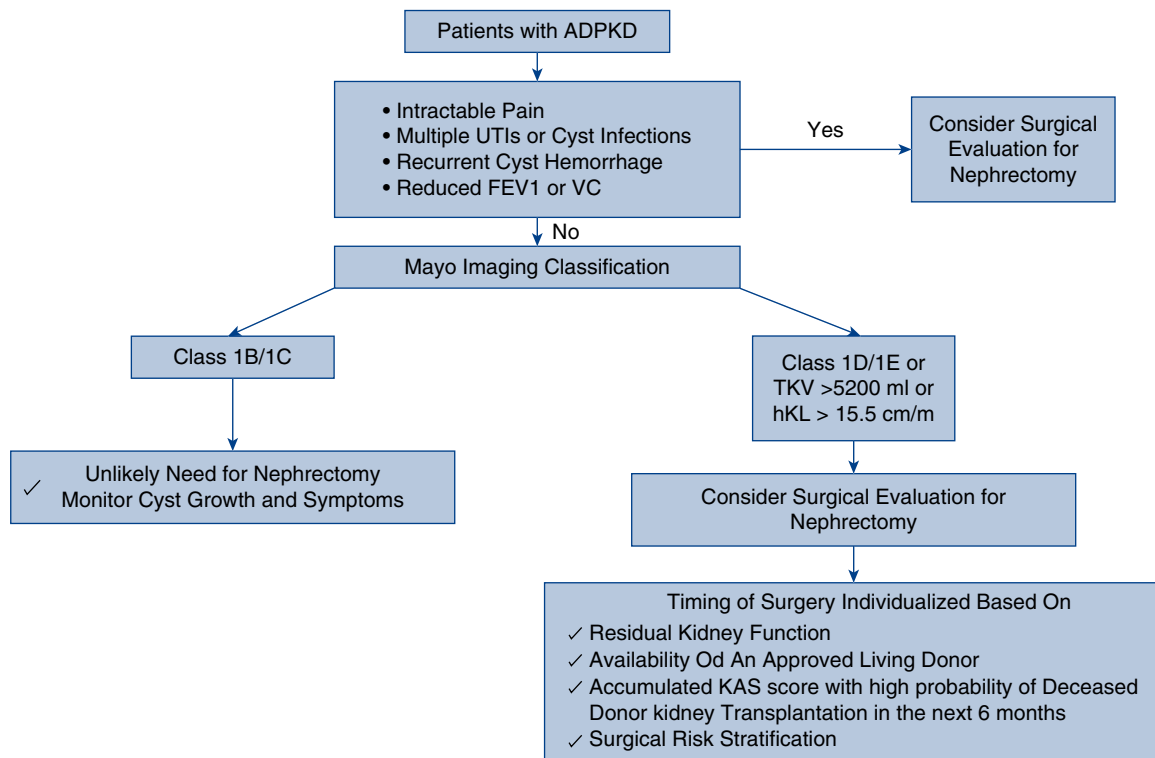 Patients with ADPKD
• Intractable Pain
• Multiple UTIs or Cyst Infections
• Recurrent Cyst Hemorrhage
• Reduced FEV1 or VC
Yes
Consider Surgical
Evaluation for
Nephrectomy
No
Mayo Imaging Classification
Class 1B/1C
Class 1D/1E or
TKV >5200 ml or
hKL > 15.5 cm/m
✓ Unlikely Need for Nephrectomy
Monitor Cyst Growth and Symptoms
Consider Surgical Evaluation for
Nephrectomy
Timing of Surgery Individualized Based On
✓ Residual Kidney Function
✓ Availability Od An Approved Living Donor
✓ Accumulated KAS score with high probability of Deceased
Donor kidney Transplantation in the next 6 months
✓ Surgical Risk Stratification